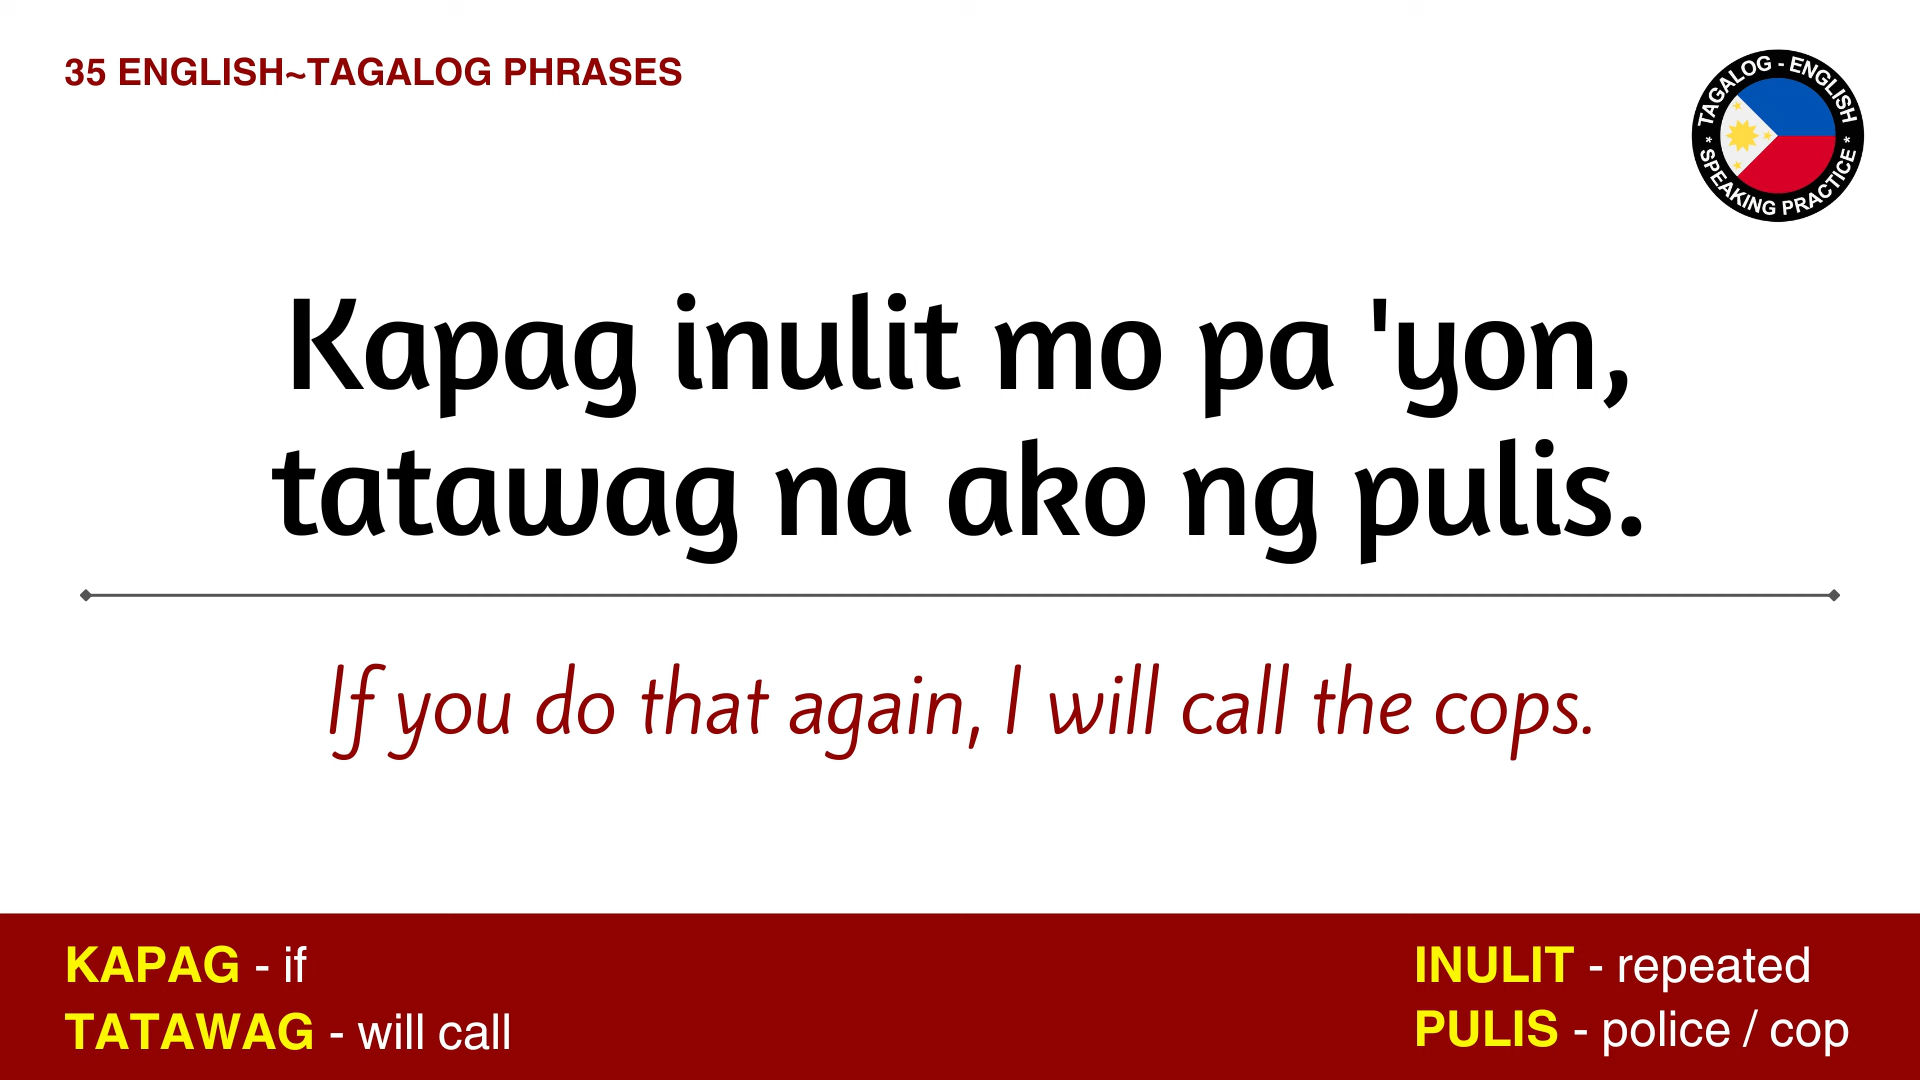 35 ENGLISH~TAGALOG PHRASES
TAGALOG - ENGLISH
* SPEAKING PRACTICE *
Kapag inulit mo pa 'yon,
tatawag na ako ng pulis.
If you do that again, I will call the cops.
KAPAG - if
TATAWAG - will call
INULIT - repeated
PULIS - police / cop